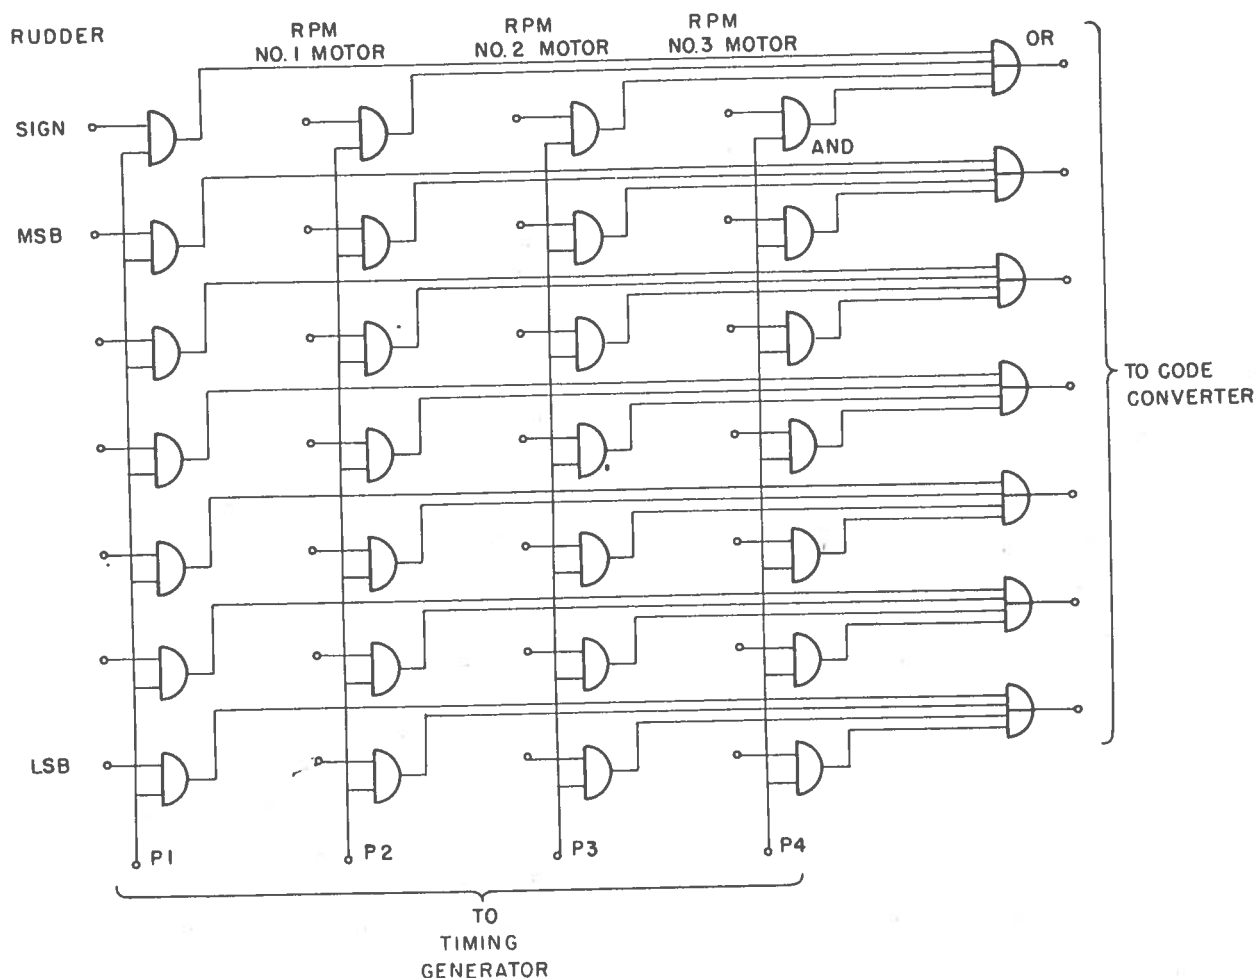 RUDDER
RPM
NO. 1 MOTOR
RPM
NO. 2 MOTOR
RPM
NO. 3 MOTOR
OR
SIGN
AND
MSB
TO CODE
CONVERTER
LSB
P1
P2
P3
P4
TO
TIMING
GENERATOR